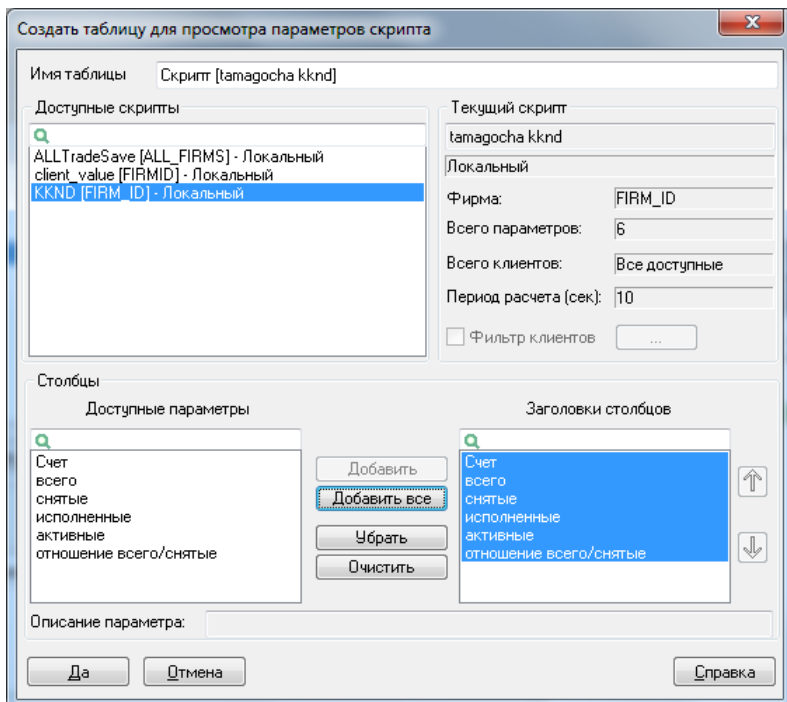 Создать таблицу для просмотра параметров скрипта
Имя таблицы Скрипт [tamagocha kknd]
Доступные скрипты
ALLTradeSave [ALL_FIRMS] - Локальный
client_value [FIRMID] - Локальный
KKND [FIRM_ID] - Локальный
Текущий скрипт
tamagocha kknd
Локальный
Фирма: FIRM_ID
Всего параметров: 6
Всего клиентов: Все доступные
Период расчета (сек): 10
Фильтр клиентов ...
Столбцы
Доступные параметры
Счет
всего
снятые
исполненные
активные
отношение всего/снятые
Добавить
Добавить все
Убрать
Очистить
Заголовки столбцов
Счет
всего
снятые
исполненные
активные
отношение всего/снятые
Описание параметра:
Да Отмена Справка